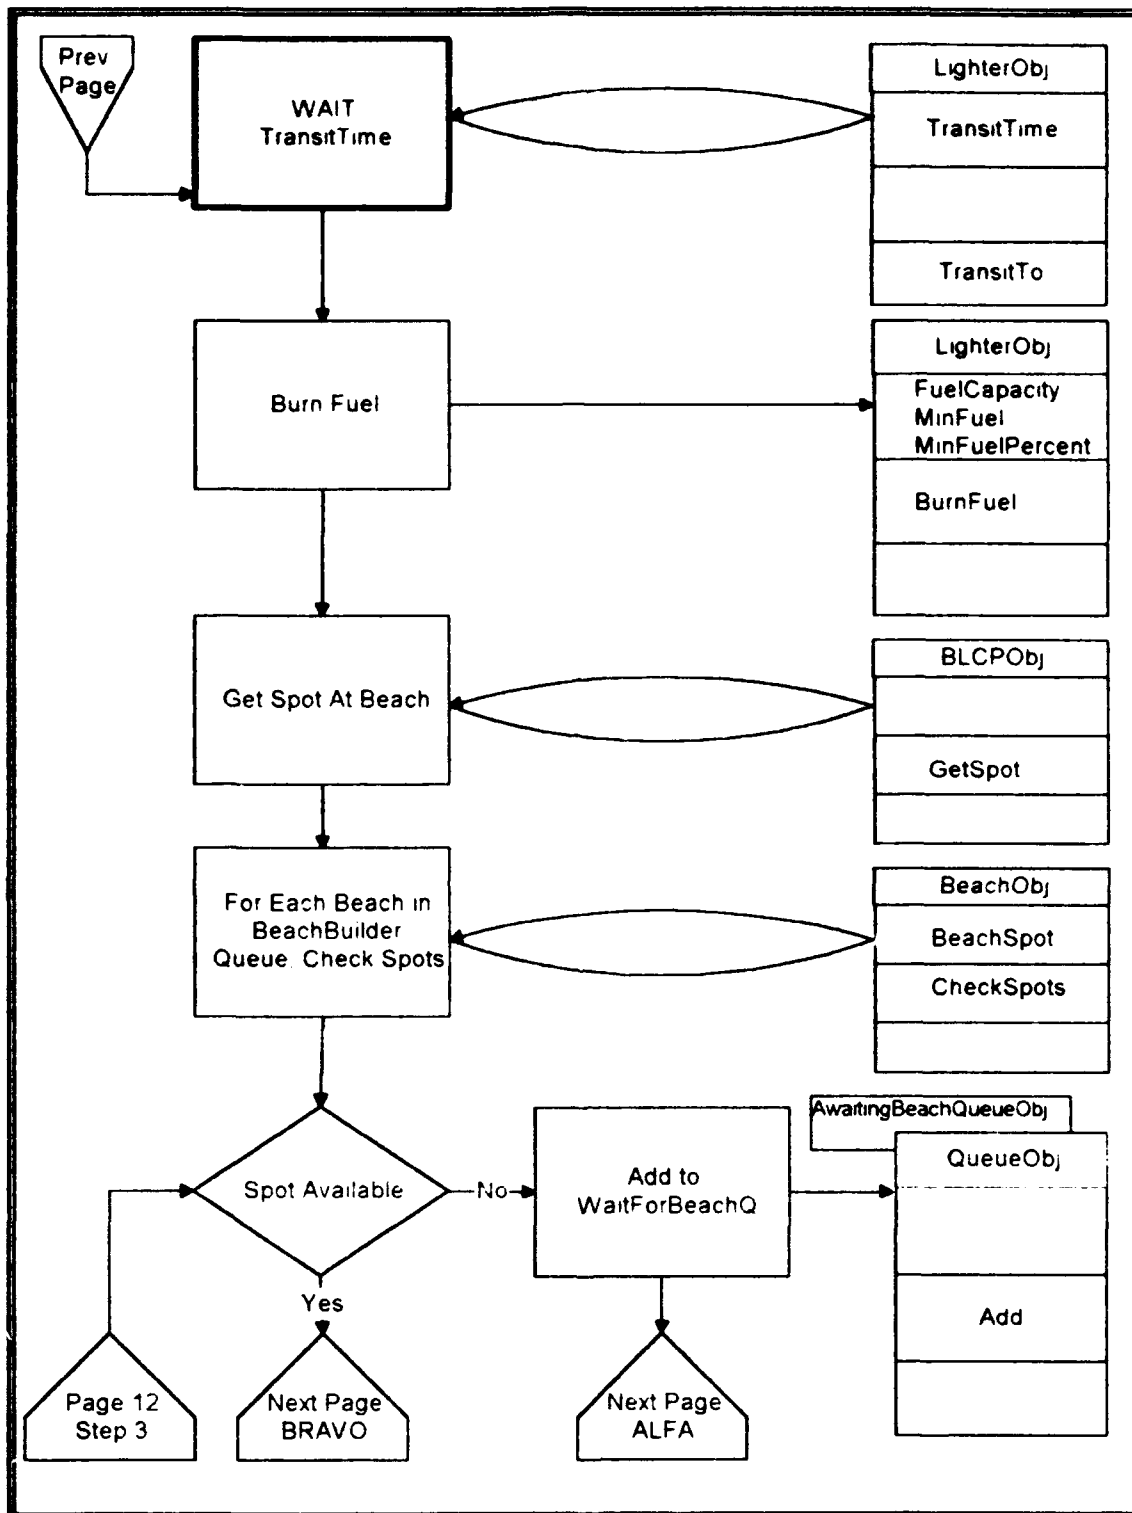 Prev
Page
WAIT
TransitTime
LighterObj
TransitTime
TransitTo
Burn Fuel
LighterObj
FuelCapacity
MinFuel
MinFuelPercent
BurnFuel
Get Spot At Beach
BLCPObj
GetSpot
For Each Beach in
BeachBuilder
Queue, Check Spots
BeachObj
BeachSpot
CheckSpots
Spot Available
No
Add to
WaitForBeachQ
AwaitingBeachQueueObj
QueueObj
Add
Yes
Page 12
Step 3
Next Page
BRAVO
Next Page
ALFA